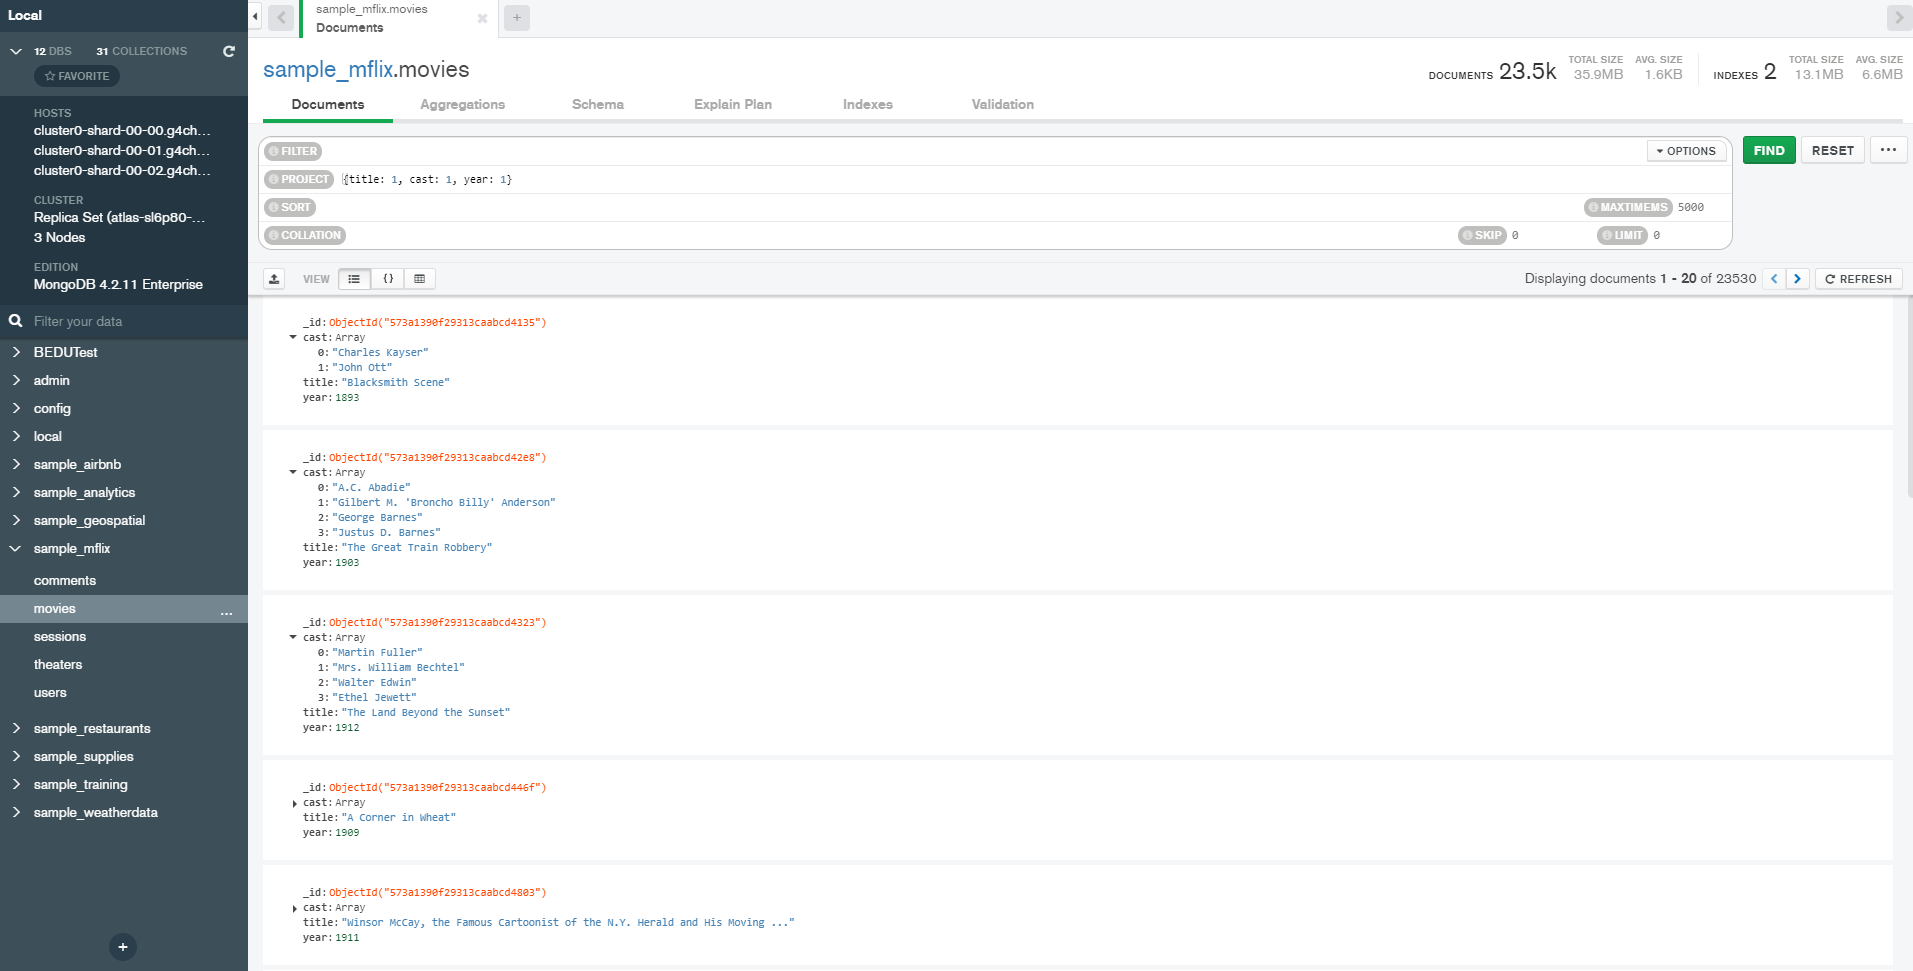 Local
12 DBS 31 COLLECTIONS
FAVORITE
HOSTS
cluster0-shard-00-00.g4ch...
cluster0-shard-00-01.g4ch...
cluster0-shard-00-02.g4ch...
CLUSTER
Replica Set (atlas-sl6p80-...
3 Nodes
EDITION
MongoDB 4.2.11 Enterprise
Filter your data
BEDUTest
admin
config
local
sample_airbnb
sample_analytics
sample_geospatial
sample_mflix
comments
movies ...
sessions
theaters
users
sample_restaurants
sample_supplies
sample_training
sample_weatherdata
+
sample_mflix.movies
Documents
+
sample_mflix.movies
DOCUMENTS 23.5k TOTAL SIZE 35.9MB AVG. SIZE 1.6KB INDEXES 2 TOTAL SIZE 13.1MB AVG. SIZE 6.6MB
Documents Aggregations Schema Explain Plan Indexes Validation
FILTER OPTIONS FIND RESET ...
PROJECT {title: 1, cast: 1, year: 1}
SORT MAXTIMEMS 5000
COLLATION SKIP 0 LIMIT 0
VIEW {} Displaying documents 1 - 20 of 23530 < > REFRESH
_id:ObjectId("573a1390f29313caabcd4135")
cast:Array
0:"Charles Kayser"
1:"John Ott"
title:"Blacksmith Scene"
year:1893
_id:ObjectId("573a1390f29313caabcd42e8")
cast:Array
0:"A.C. Abadie"
1:"Gilbert M. 'Broncho Billy' Anderson"
2:"George Barnes"
3:"Justus D. Barnes"
title:"The Great Train Robbery"
year:1903
_id:ObjectId("573a1390f29313caabcd4323")
cast:Array
0:"Martin Fuller"
1:"Mrs. William Bechtel"
2:"Walter Edwin"
3:"Ethel Jewett"
title:"The Land Beyond the Sunset"
year:1912
_id:ObjectId("573a1390f29313caabcd446f")
cast:Array
title:"A Corner in Wheat"
year:1909
_id:ObjectId("573a1390f29313caabcd4803")
cast:Array
title:"Winsor McCay, the Famous Cartoonist of the N.Y. Herald and His Moving ..."
year:1911